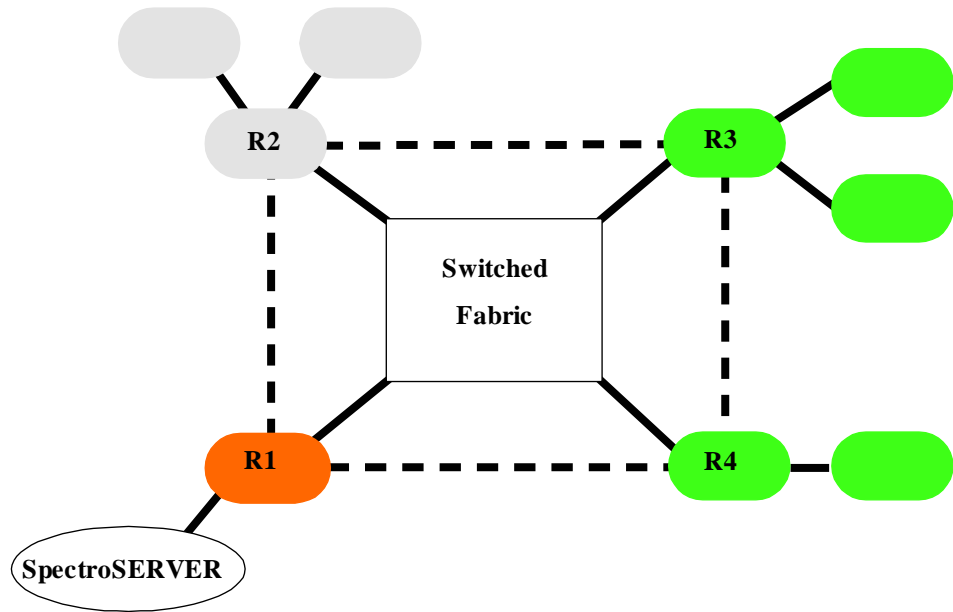 R2
R3
Switched
Fabric
R1
R4
SpectroSERVER